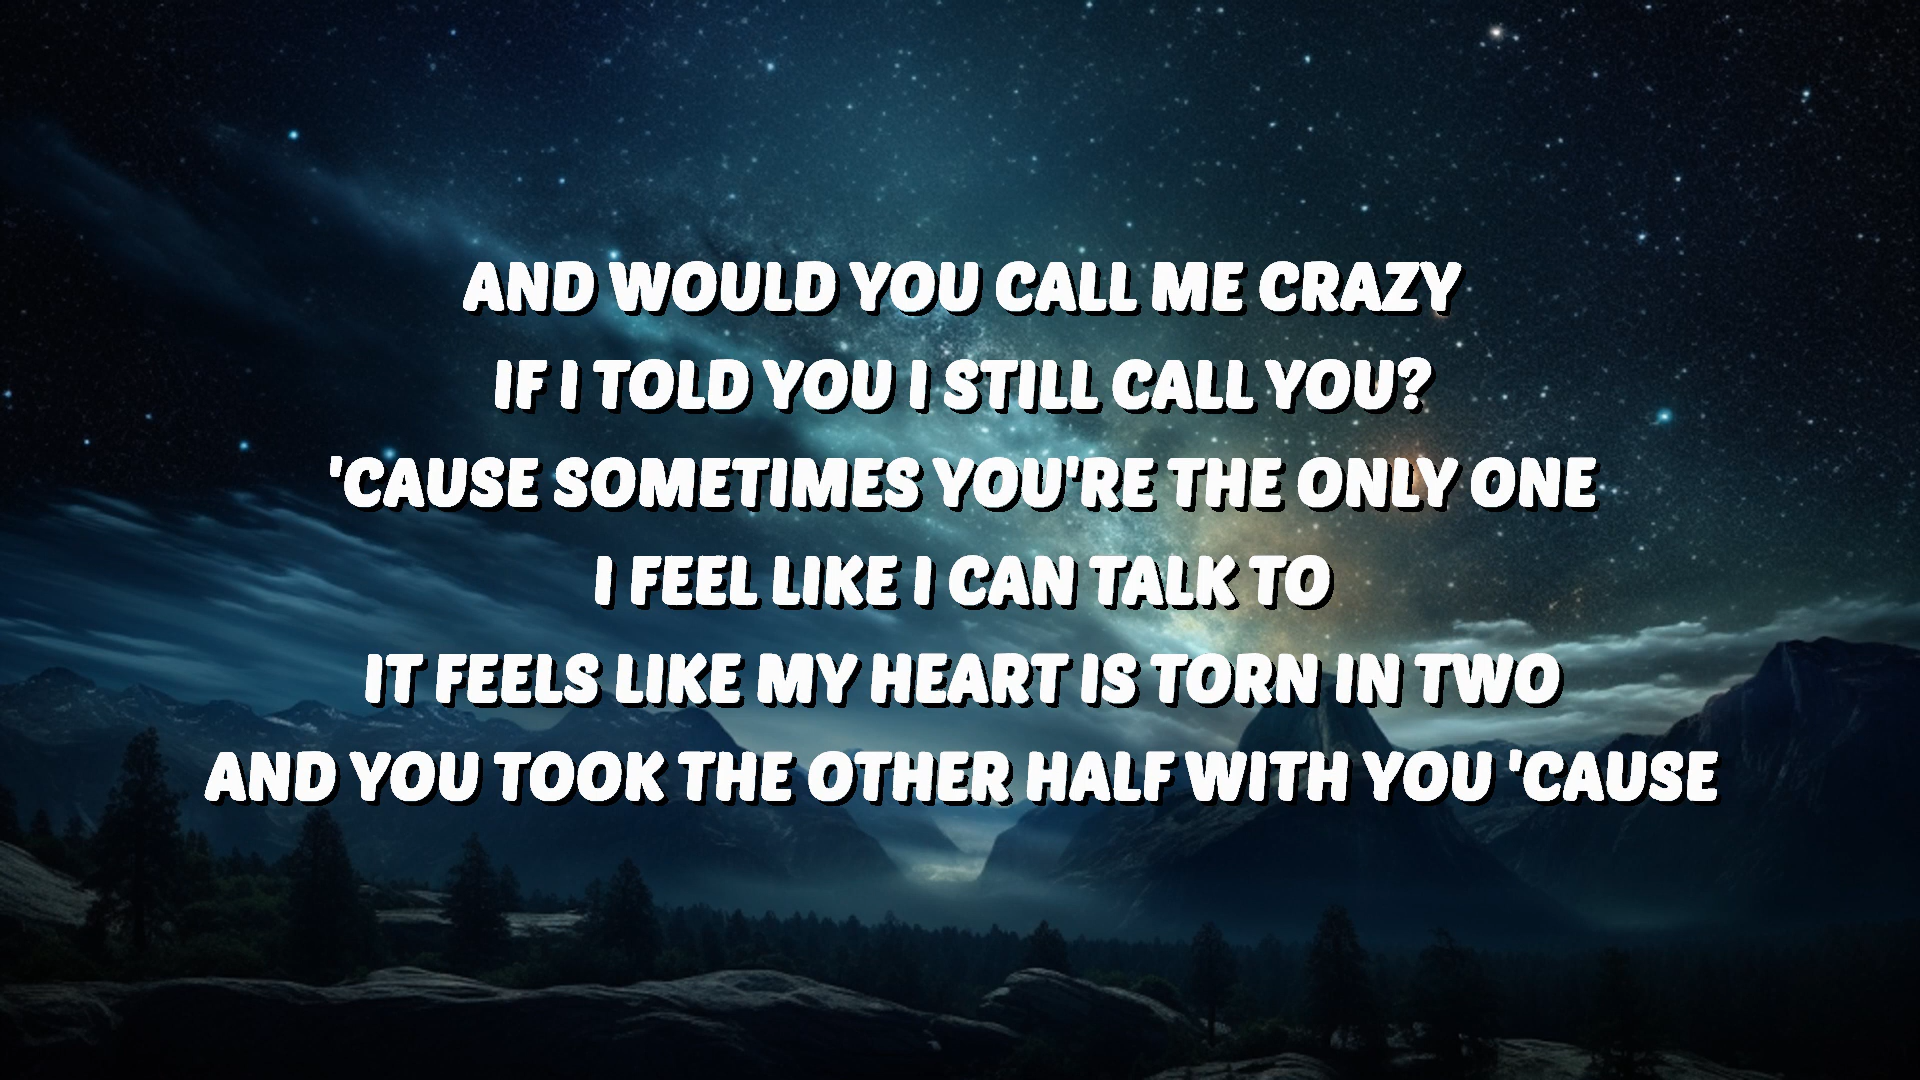 AND WOULD YOU CALL ME CRAZY
IF I TOLD YOU I STILL CALL YOU?
'CAUSE SOMETIMES YOU'RE THE ONLY ONE
I FEEL LIKE I CAN TALK TO
IT FEELS LIKE MY HEART IS TORN IN TWO
AND YOU TOOK THE OTHER HALF WITH YOU 'CAUSE